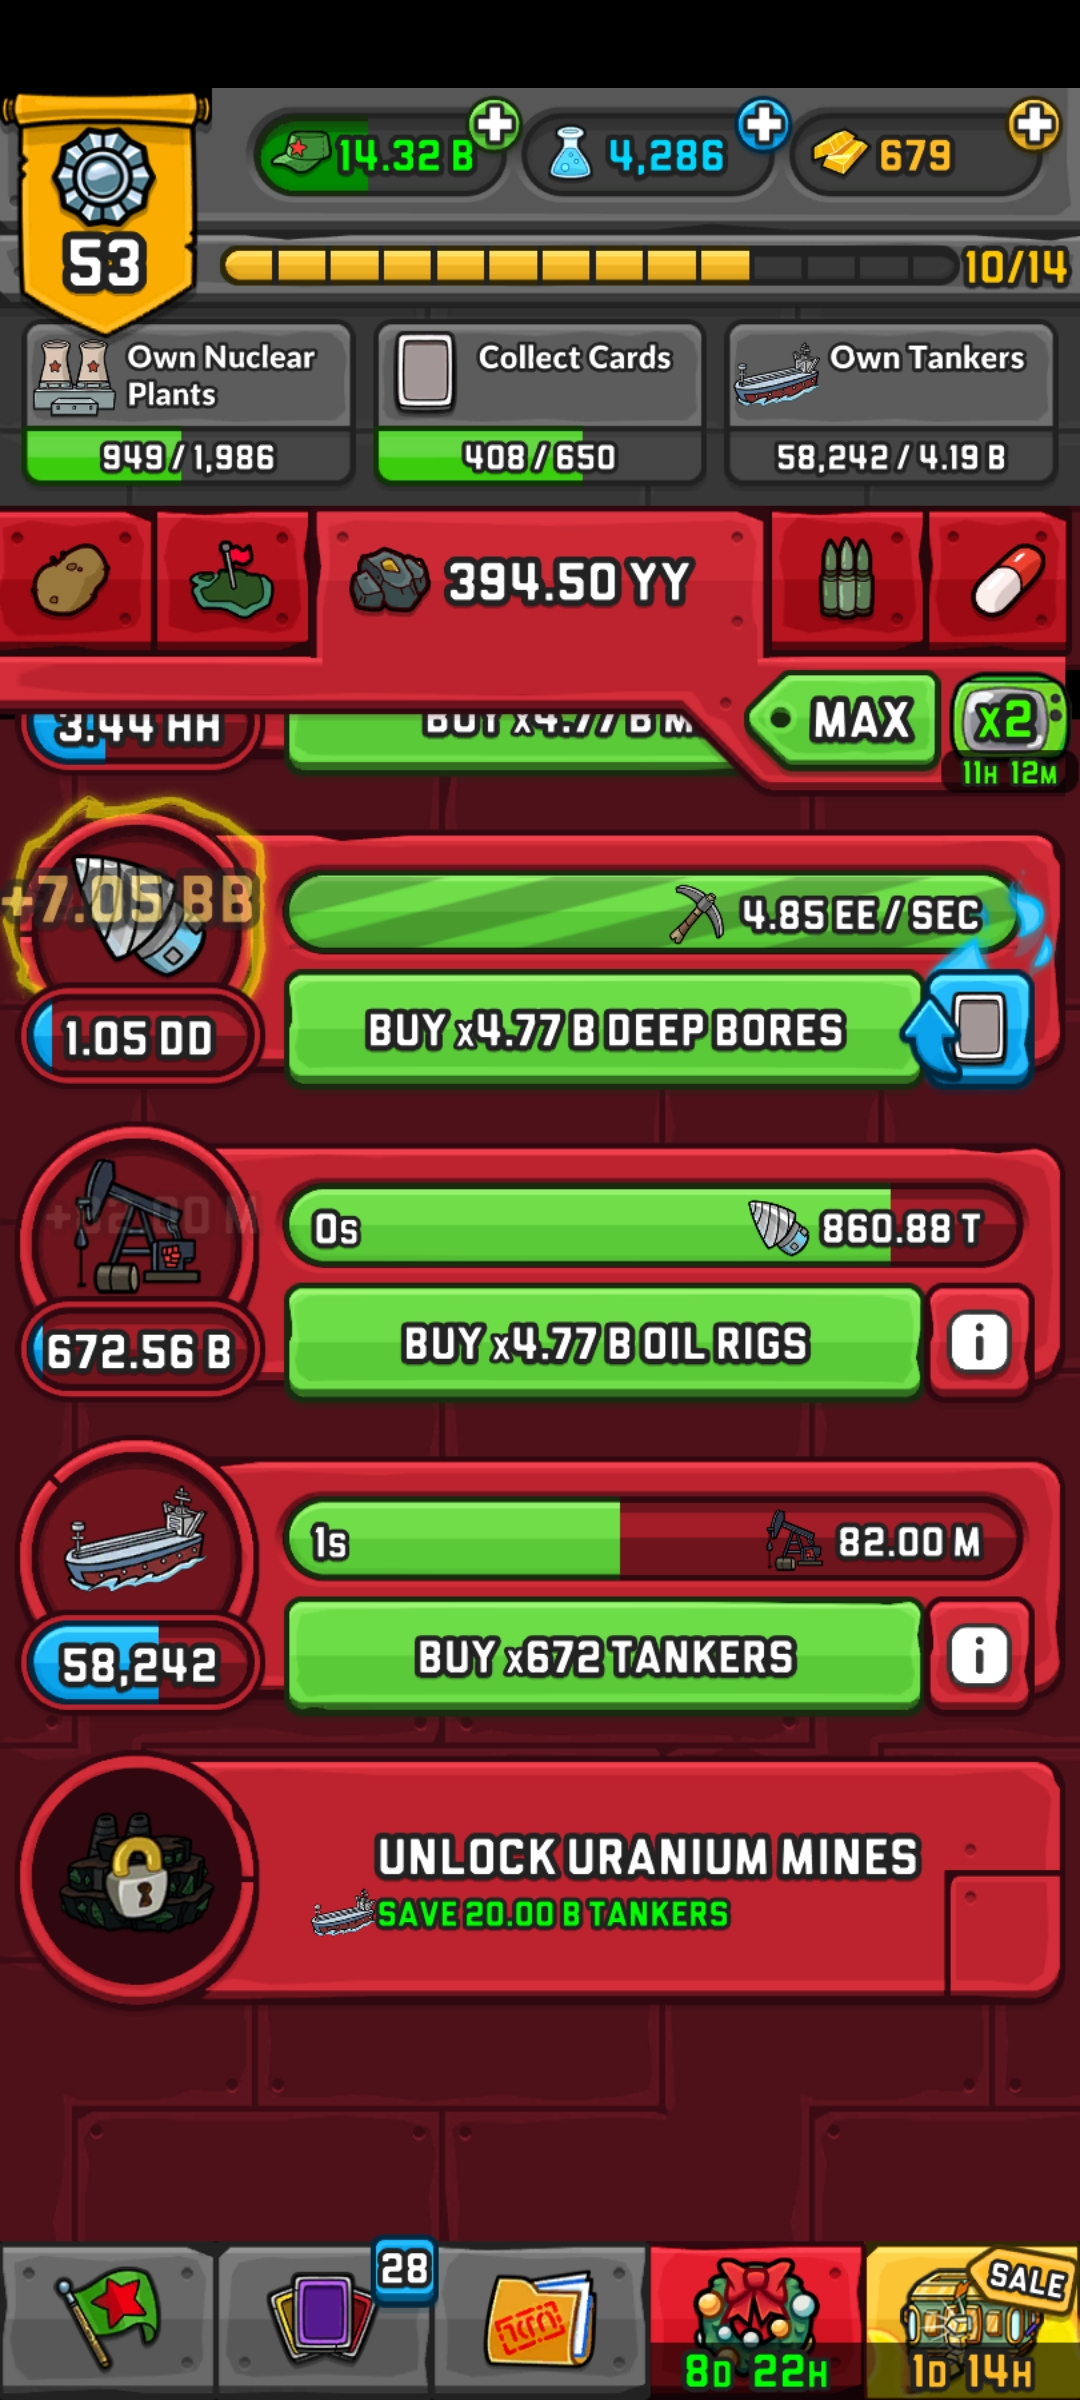 14.32 B
4,286
679
53
10/14
Own Nuclear Plants
949/1,986
Collect Cards
408/650
Own Tankers
58,242/4.19 B
394.50 YY
MAX
x2
11H 12M
3.44 HH
BUY x4.77 B M
+7.05 BB
4.85 EE / SEC
1.05 DD
BUY x4.77 B DEEP BORES
0s
860.88 T
672.56 B
BUY x4.77 B OIL RIGS
i
1s
82.00 M
58,242
BUY x672 TANKERS
i
UNLOCK URANIUM MINES
SAVE 20.00 B TANKERS
28
SALE
8D 22H
1D 14H